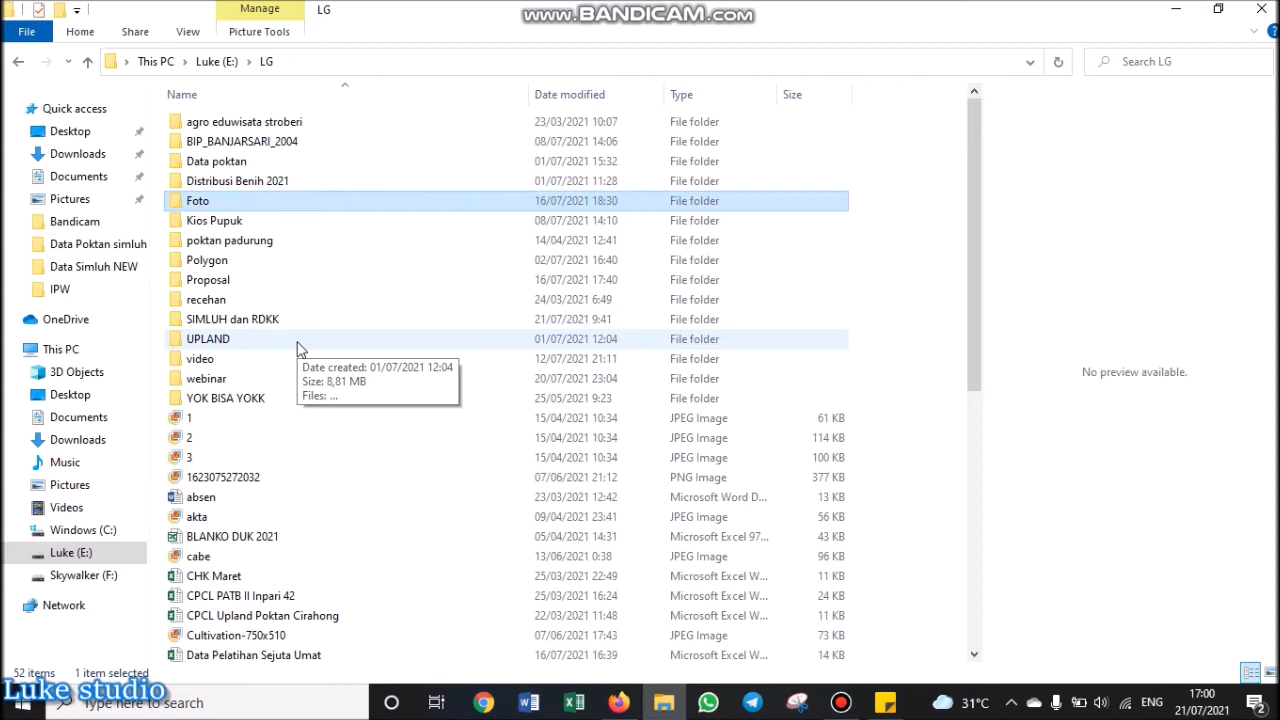 Manage
LG
www.BANDICAM.com
File
Home
Share
View
Picture Tools
This PC > Luke (E:) > LG
Search LG
Name
Date modified
Type
Size
Quick access
Desktop
Downloads
Documents
Pictures
Bandicam
Data Poktan simluh
Data Simluh NEW
IPW
OneDrive
This PC
3D Objects
Desktop
Documents
Downloads
Music
Pictures
Videos
Windows (C:)
Luke (E:)
Skywalker (F:)
Network
agro eduwisata stroberi 23/03/2021 10:07 File folder
BIP_BANJARSARI_2004 08/07/2021 14:06 File folder
Data poktan 01/07/2021 15:32 File folder
Distribusi Benih 2021 01/07/2021 11:28 File folder
Foto 16/07/2021 18:30 File folder
Kios Pupuk 08/07/2021 14:10 File folder
poktan padurung 14/04/2021 12:41 File folder
Polygon 02/07/2021 16:40 File folder
Proposal 16/07/2021 17:40 File folder
recehan 24/03/2021 6:49 File folder
SIMLUH dan RDKK 21/07/2021 9:41 File folder
UPLAND 01/07/2021 12:04 File folder
video 12/07/2021 21:11 File folder
webinar 20/07/2021 23:04 File folder
YOK BISA YOKK 25/05/2021 9:23 File folder
1 15/04/2021 10:34 JPEG Image 61 KB
2 15/04/2021 10:34 JPEG Image 114 KB
3 15/04/2021 10:34 JPEG Image 100 KB
1623075272032 07/06/2021 21:12 PNG Image 377 KB
absen 23/03/2021 12:42 Microsoft Word D... 13 KB
akta 09/04/2021 23:41 JPEG Image 56 KB
BLANKO DUK 2021 05/04/2021 14:31 Microsoft Excel 97... 43 KB
cabe 13/06/2021 0:38 JPEG Image 96 KB
CHK Maret 25/03/2021 22:49 Microsoft Excel W... 11 KB
CPCL PATB II Inpari 42 25/03/2021 16:24 Microsoft Excel W... 24 KB
CPCL Upland Poktan Cirahong 22/03/2021 11:48 Microsoft Excel W... 11 KB
Cultivation-750x510 07/06/2021 17:43 JPEG Image 73 KB
Data Pelatihan Sejuta Umat 16/07/2021 16:39 Microsoft Excel W... 14 KB
Date created: 01/07/2021 12:04
Size: 8,81 MB
Files: ...
No preview available.
52 items
1 item selected
Luke studio
Type here to search
31°C
ENG
17:00
21/07/2021
2